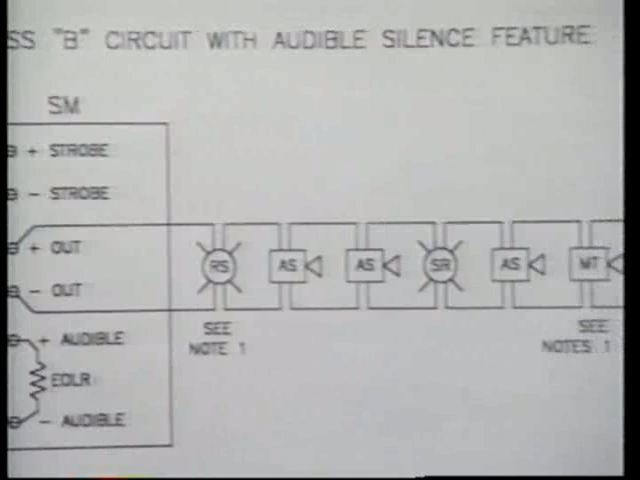 SS "B" CIRCUIT WITH AUDIBLE SILENCE FEATURE
SM
+ STROBE
- STROBE
+ OUT
RS AS AS SR AS MT
- OUT
SEE NOTE 1
SEE NOTES 1
+ AUDIBLE
EOLR
- AUDIBLE